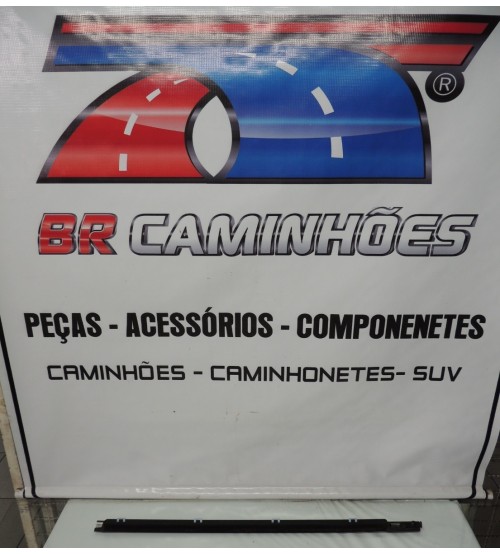 ®
BR CAMINHÕES
PEÇAS - ACESSÓRIOS - COMPONENETES
CAMINHÕES - CAMINHONETES- SUV